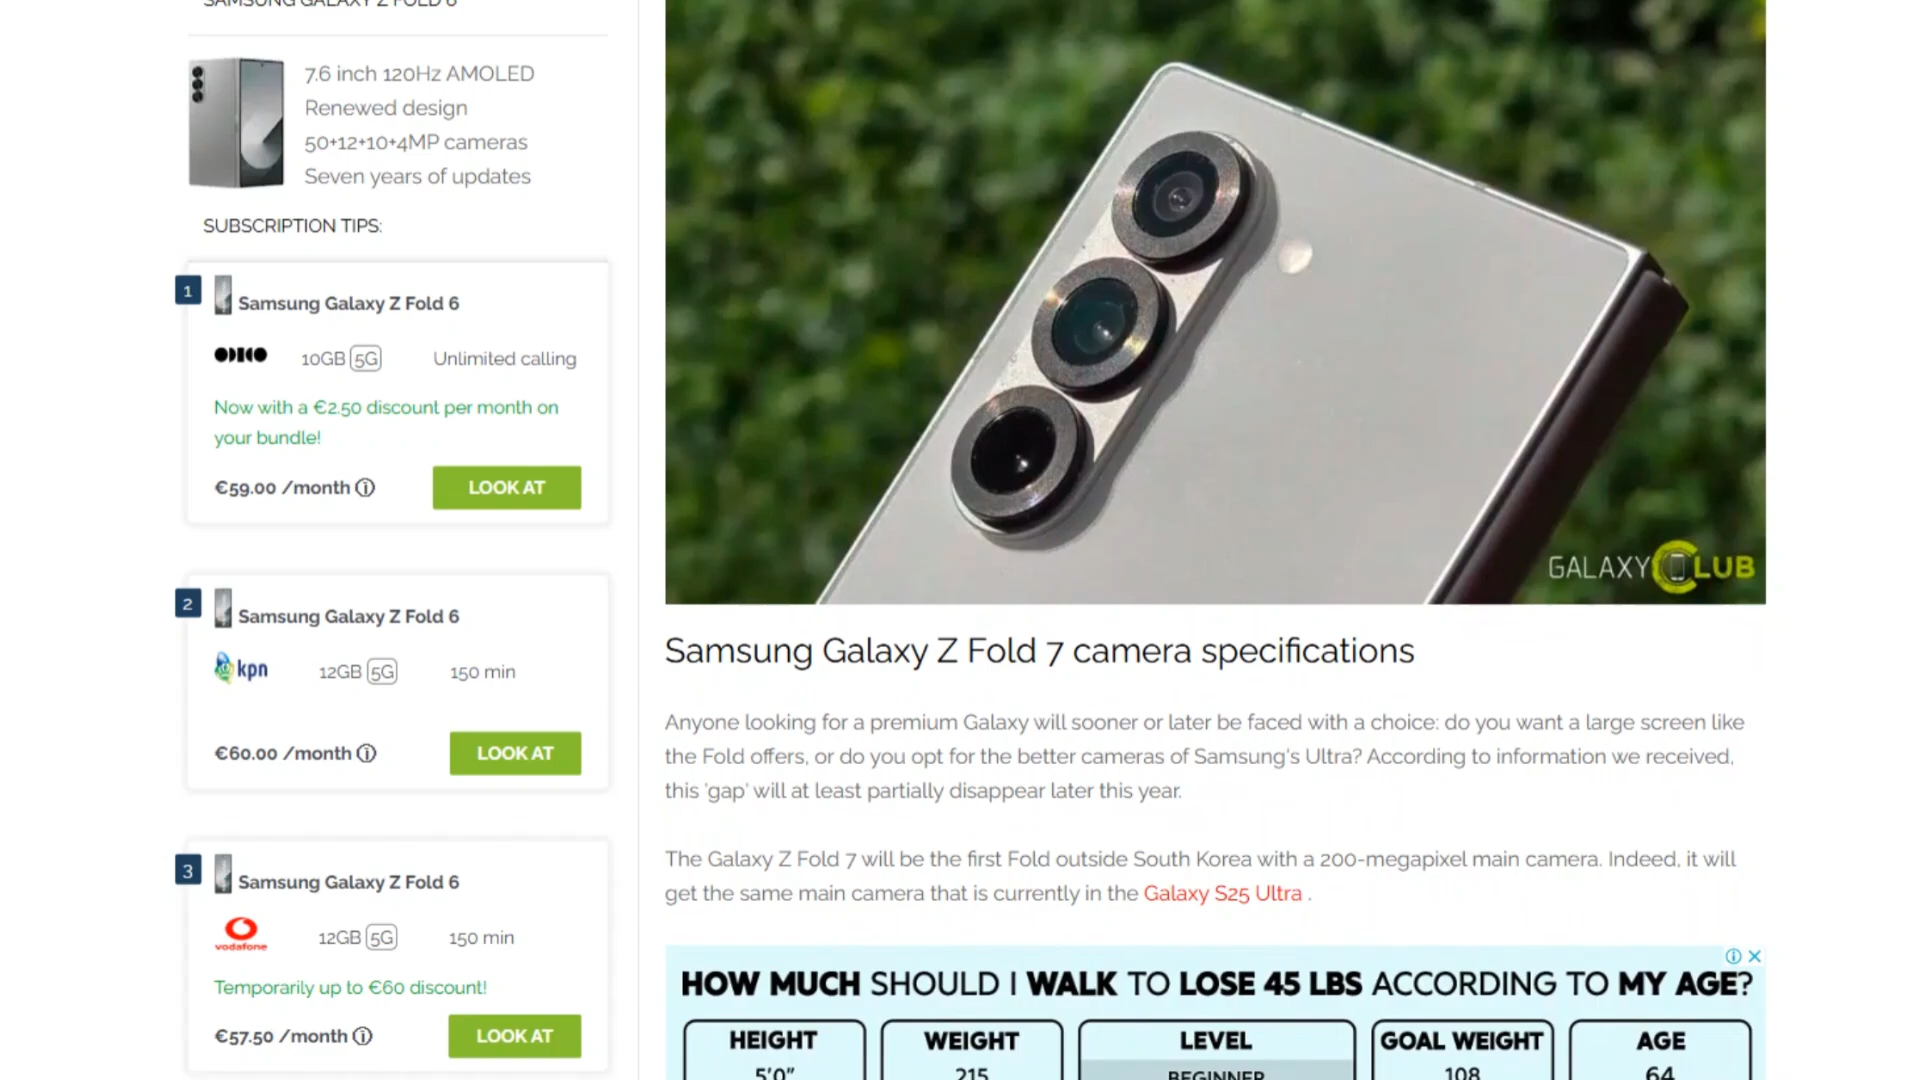 SAMSUNG GALAXY Z FOLD 6
7.6 inch 120Hz AMOLED
Renewed design
50+12+10+4MP cameras
Seven years of updates
SUBSCRIPTION TIPS:
1
Samsung Galaxy Z Fold 6
10GB 5G Unlimited calling
Now with a €2.50 discount per month on
your bundle!
€59.00 /month
LOOK AT
2
Samsung Galaxy Z Fold 6
kpn 12GB 5G 150 min
€60.00 /month
LOOK AT
3
Samsung Galaxy Z Fold 6
vodafone 12GB 5G 150 min
Temporarily up to €60 discount!
€57.50 /month
LOOK AT
GALAXY CLUB
Samsung Galaxy Z Fold 7 camera specifications
Anyone looking for a premium Galaxy will sooner or later be faced with a choice: do you want a large screen like
the Fold offers, or do you opt for the better cameras of Samsung's Ultra? According to information we received,
this 'gap' will at least partially disappear later this year.
The Galaxy Z Fold 7 will be the first Fold outside South Korea with a 200-megapixel main camera. Indeed, it will
get the same main camera that is currently in the Galaxy S25 Ultra .
HOW MUCH SHOULD I WALK TO LOSE 45 LBS ACCORDING TO MY AGE?
HEIGHT WEIGHT LEVEL GOAL WEIGHT AGE
5'0" 215 BEGINNER 108 64